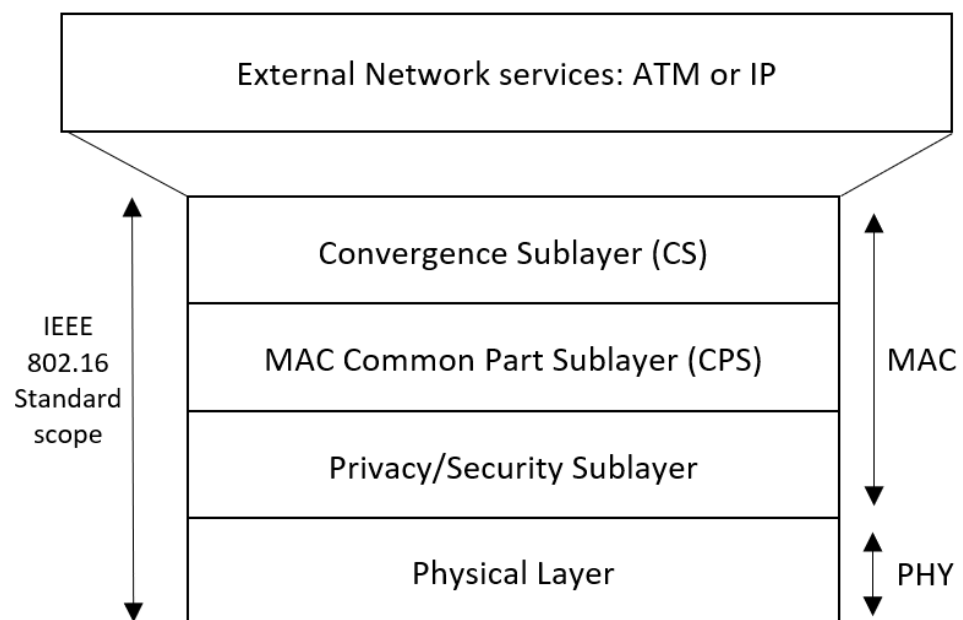 External Network services: ATM or IP
Convergence Sublayer (CS)
IEEE
802.16
Standard
scope
MAC Common Part Sublayer (CPS)
MAC
Privacy/Security Sublayer
Physical Layer
PHY